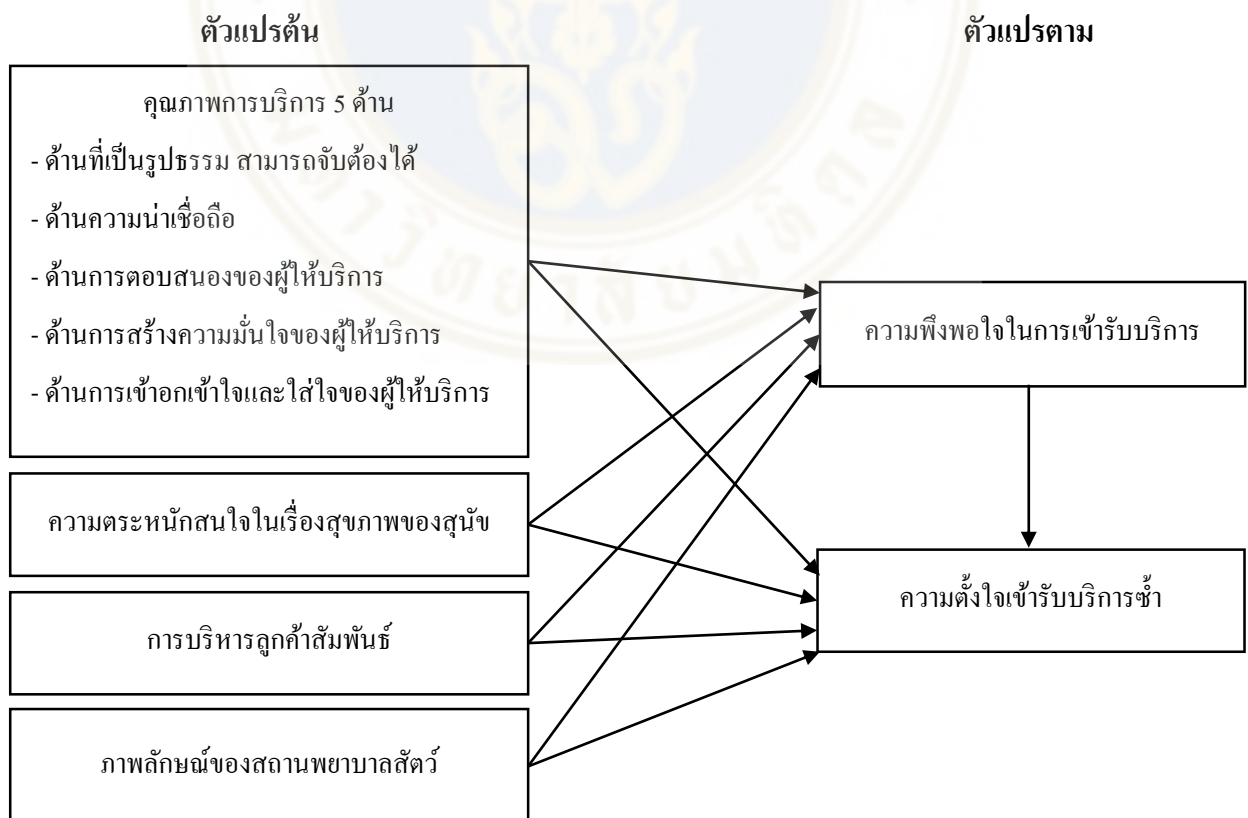 ตัวแปรต้น
ตัวแปรตาม
คุณภาพการบริการ 5 ด้าน
- ด้านที่เป็นรูปธรรม สามารถจับต้องได้
- ด้านความน่าเชื่อถือ
- ด้านการตอบสนองของผู้ให้บริการ
- ด้านการสร้างความมั่นใจของผู้ให้บริการ
- ด้านการเข้าอกเข้าใจและใส่ใจของผู้ให้บริการ
ความตระหนักสนใจในเรื่องสุขภาพของสุนัข
การบริหารลูกค้าสัมพันธ์
ภาพลักษณ์ของสถานพยาบาลสัตว์
ความพึงพอใจในการเข้ารับบริการ
ความตั้งใจเข้ารับบริการซ้ำ
มหาวิทยาลัยมหิดล